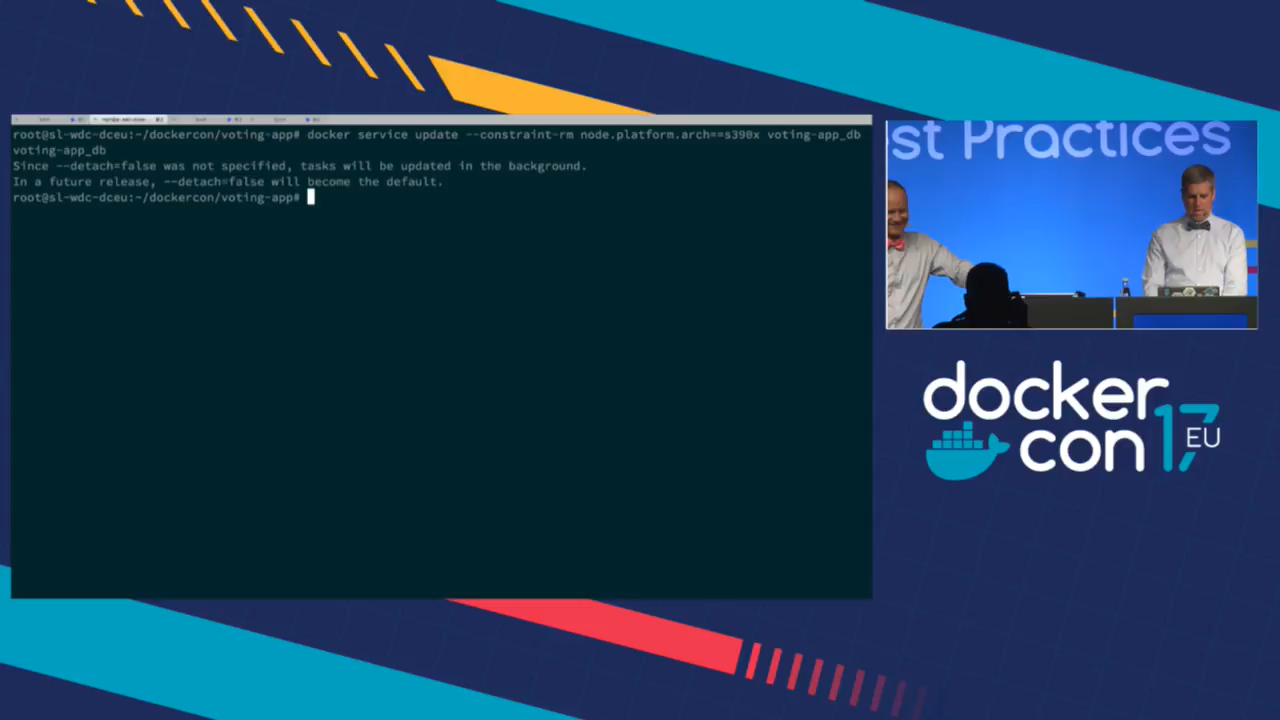 root@sl-wdc-dceu:~/dockercon/voting-app# docker service update --constraint-rm node.platform.arch==s390x voting-app_db
voting-app_db
Since --detach=false was not specified, tasks will be updated in the background.
In a future release, --detach=false will become the default.
root@sl-wdc-dceu:~/dockercon/voting-app#
est Practices
docker
con 17 EU